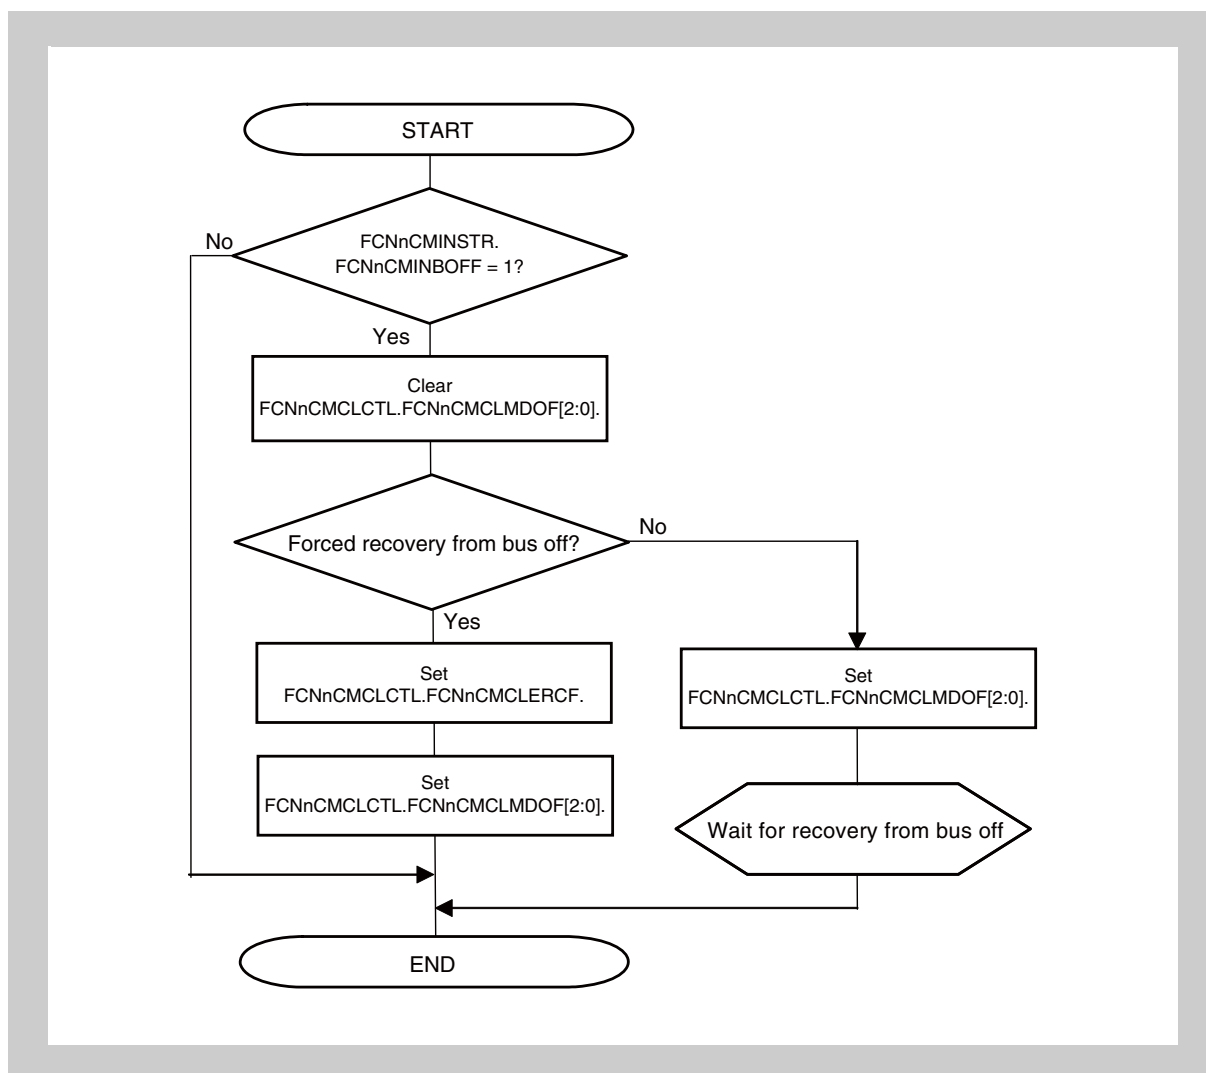 START
FCNnCMINSTR.
FCNnCMINBOFF = 1?
No
Yes
Clear
FCNnCMCLCTL.FCNnCMCLMDOF[2:0].
Forced recovery from bus off?
No
Yes
Set
FCNnCMCLCTL.FCNnCMCLERCF.
Set
FCNnCMCLCTL.FCNnCMCLMDOF[2:0].
Set
FCNnCMCLCTL.FCNnCMCLMDOF[2:0].
Wait for recovery from bus off
END